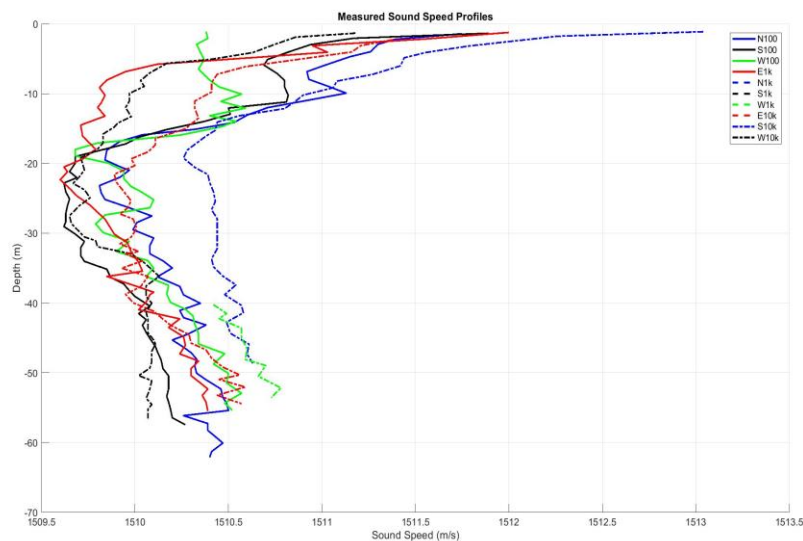 Measured Sound Speed Profiles
0
-10
-20
-30
-40
-50
-60
-70
Depth (m)
1509.5
1510
1510.5
1511
1511.5
1512
1512.5
1513
1513.5
Sound Speed (m/s)
N100
S100
W100
E1k
N1k
S1k
W1k
E10k
S10k
W10k